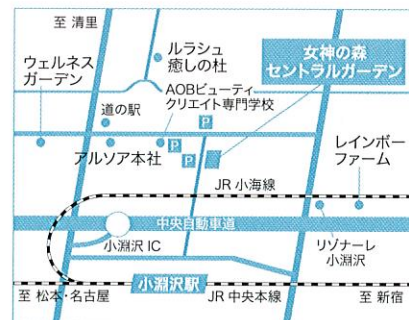 至 清里
ルラシュ
癒しの杜
女神の森
セントラルガーデン
ウェルネス
ガーデン
道の駅
AOBビューティ
クリエイト専門学校
P
P
P
アルソア本社
レインボー
ファーム
JR 小海線
中央自動車道
小淵沢 IC
リゾナーレ
小淵沢
至 松本・名古屋
小淵沢駅
JR 中央本線
至 新宿